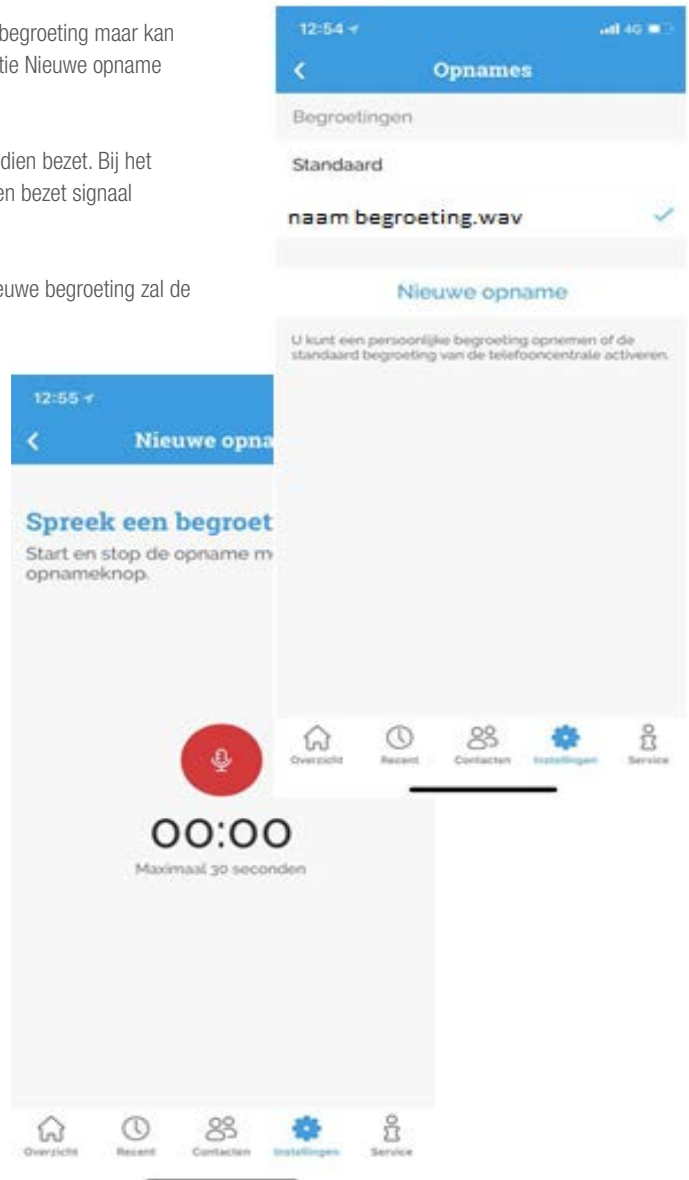 begroeting maar kan
tie Nieuwe opname
dien bezet. Bij het
en bezet signaal
euwe begroeting zal de
12:54
4G
Opnames
Begroetingen
Standaard
naam begroeting.wav
Nieuwe opname
U kunt een persoonlijke begroeting opnemen of de
standaard begroeting van de telefooncentrale activeren.
Overzicht Recent Contacten Instellingen Service
12:55
Nieuwe opna
Spreek een begroet
Start en stop de opname m
opnameknop.
00:00
Maximaal 30 seconden
Overzicht Recent Contacten Instellingen Service